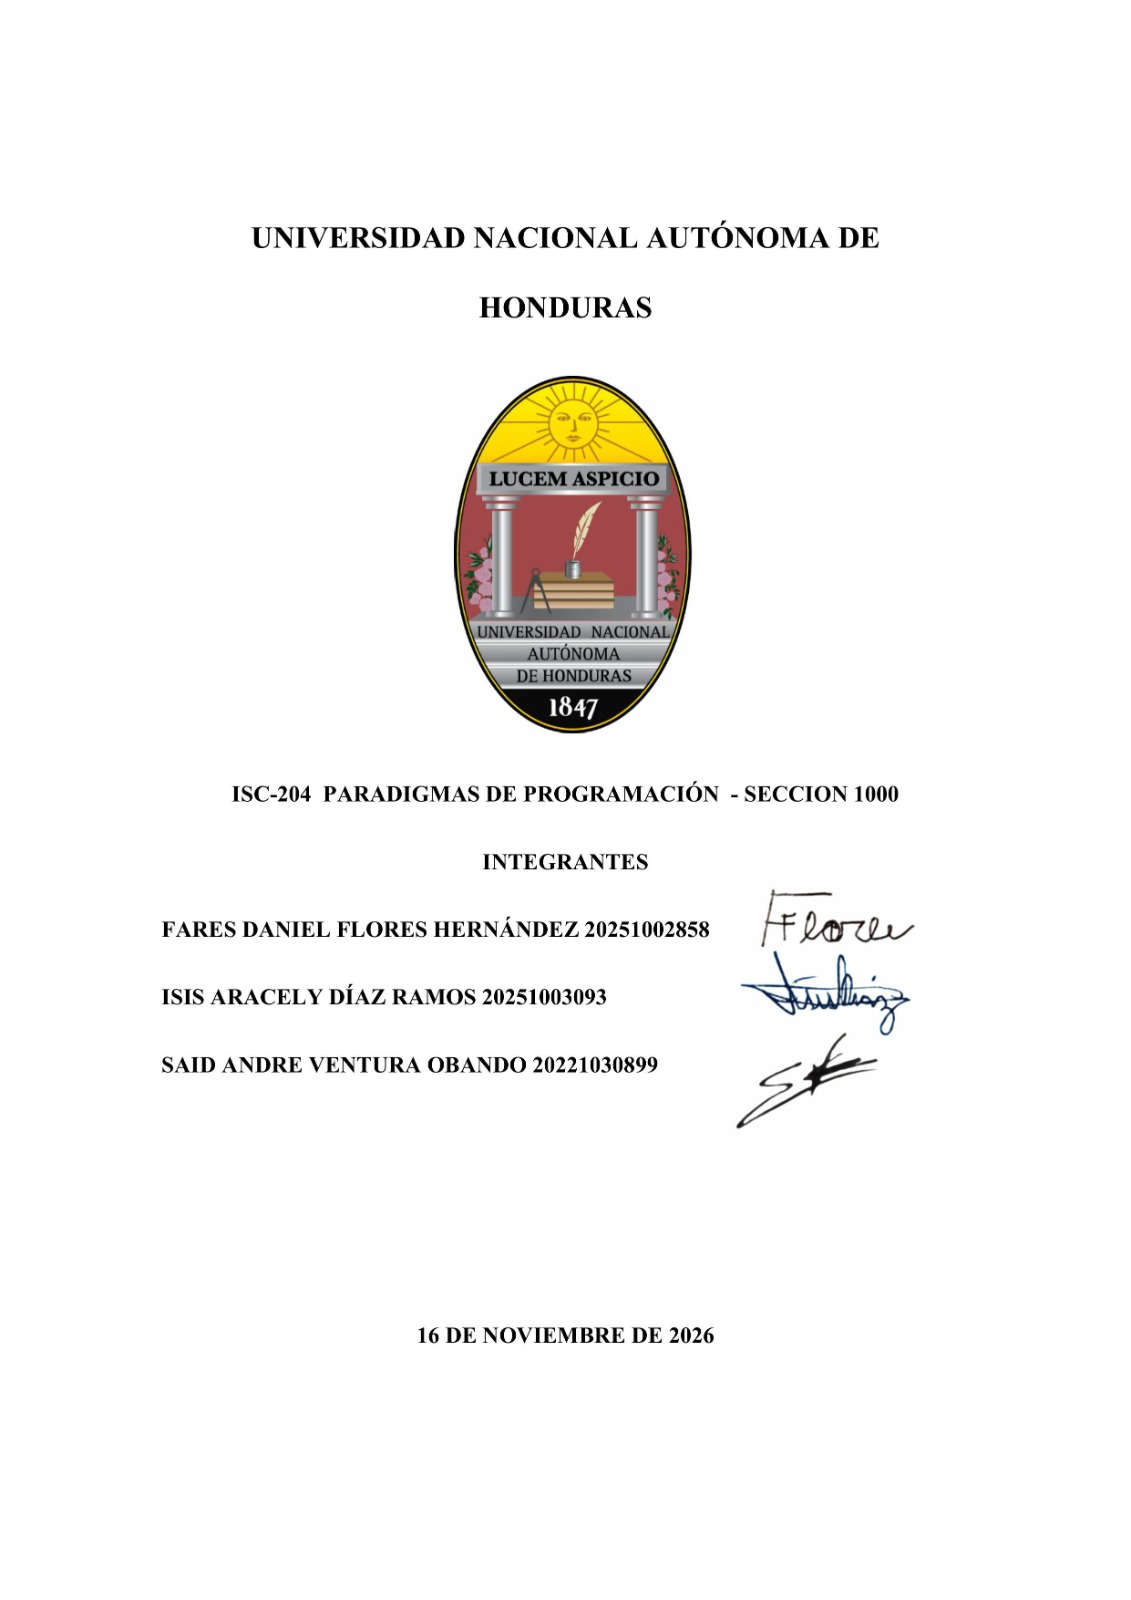 UNIVERSIDAD NACIONAL AUTÓNOMA DE
HONDURAS
LUCEM ASPICIO
UNIVERSIDAD NACIONAL
AUTÓNOMA
DE HONDURAS
1847
ISC-204 PARADIGMAS DE PROGRAMACIÓN - SECCION 1000
INTEGRANTES
FARES DANIEL FLORES HERNÁNDEZ 20251002858
ISIS ARACELY DÍAZ RAMOS 20251003093
SAID ANDRE VENTURA OBANDO 20221030899
16 DE NOVIEMBRE DE 2026